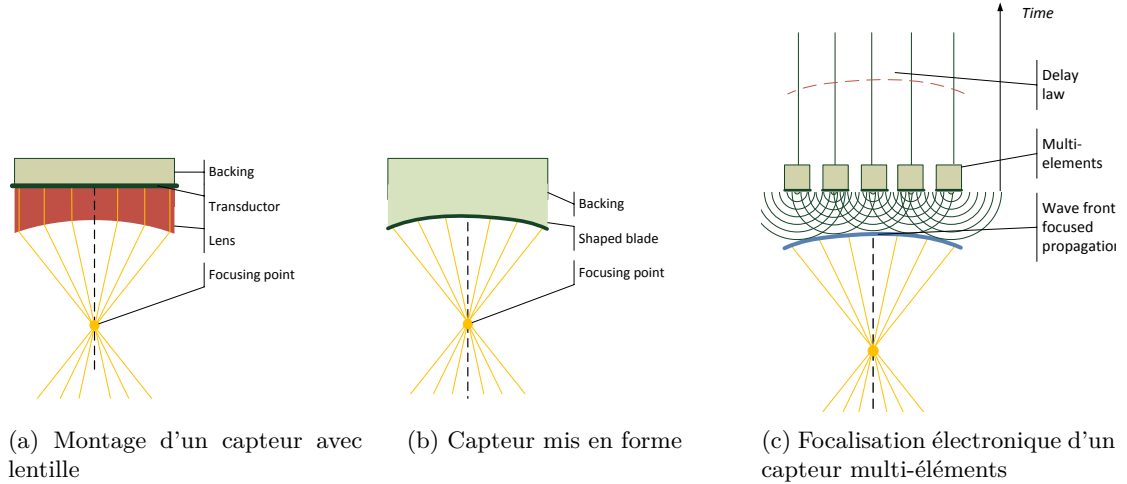 Backing
Transductor
Lens
Focusing point
(a) Montage d'un capteur avec
lentille
Backing
Shaped blade
Focusing point
(b) Capteur mis en forme
Time
Delay
law
Multi-
elements
Wave front
focused
propagation
(c) Focalisation électronique d'un
capteur multi-éléments